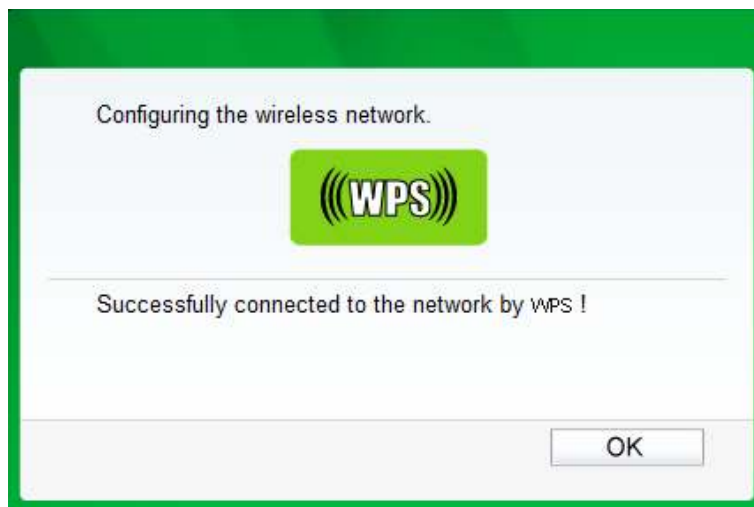 Configuring the wireless network.
(((WPS)))
Successfully connected to the network by WPS !
OK